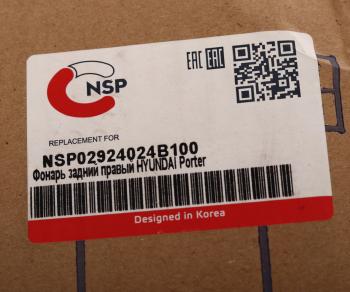 NSP
EAC EAC
REPLACEMENT FOR
NSP02924024B100
Фонарь задний правый HYUNDAI Porter
Designed in Korea